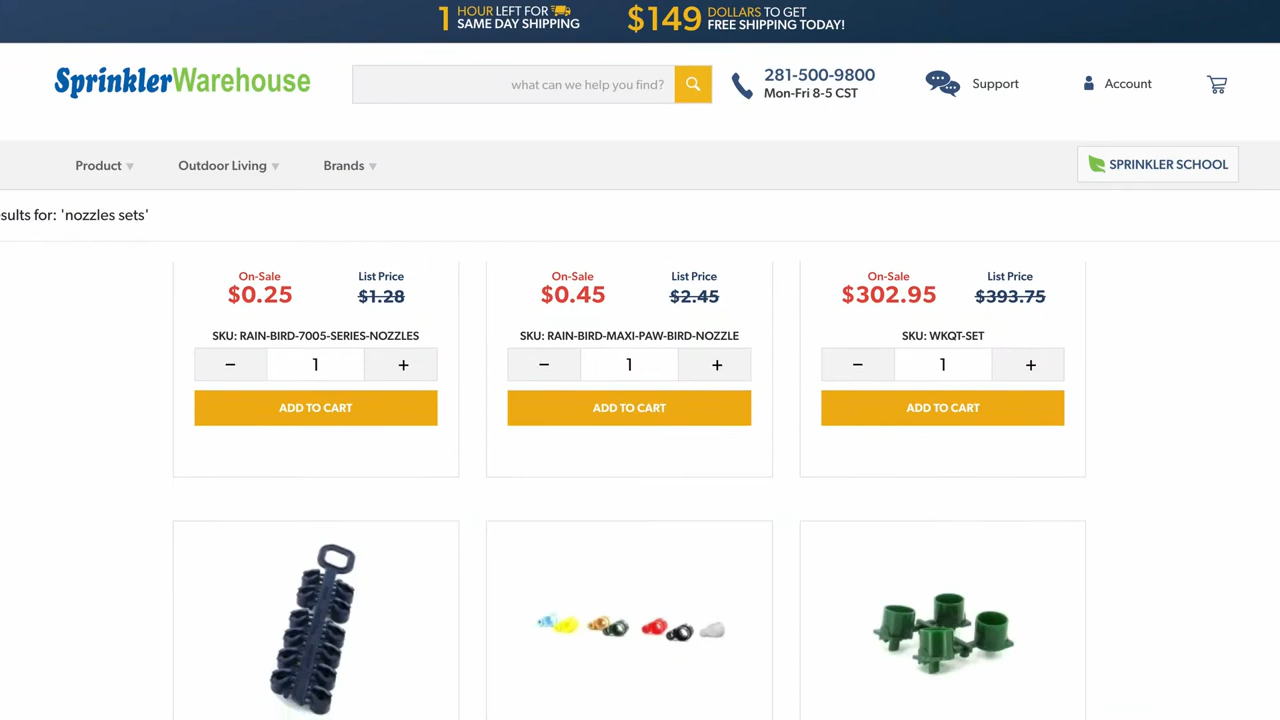 1 HOUR LEFT FOR
SAME DAY SHIPPING
$149 DOLLARS TO GET
FREE SHIPPING TODAY!
SprinklerWarehouse
what can we help you find?
281-500-9800
Mon-Fri 8-5 CST
Support
Account
Product
Outdoor Living
Brands
SPRINKLER SCHOOL
sults for: 'nozzles sets'
On-Sale List Price
$0.25 $1.28
SKU: RAIN-BIRD-7005-SERIES-NOZZLES
− 1 +
ADD TO CART
On-Sale List Price
$0.45 $2.45
SKU: RAIN-BIRD-MAXI-PAW-BIRD-NOZZLE
− 1 +
ADD TO CART
On-Sale List Price
$302.95 $393.75
SKU: WKQT-SET
− 1 +
ADD TO CART